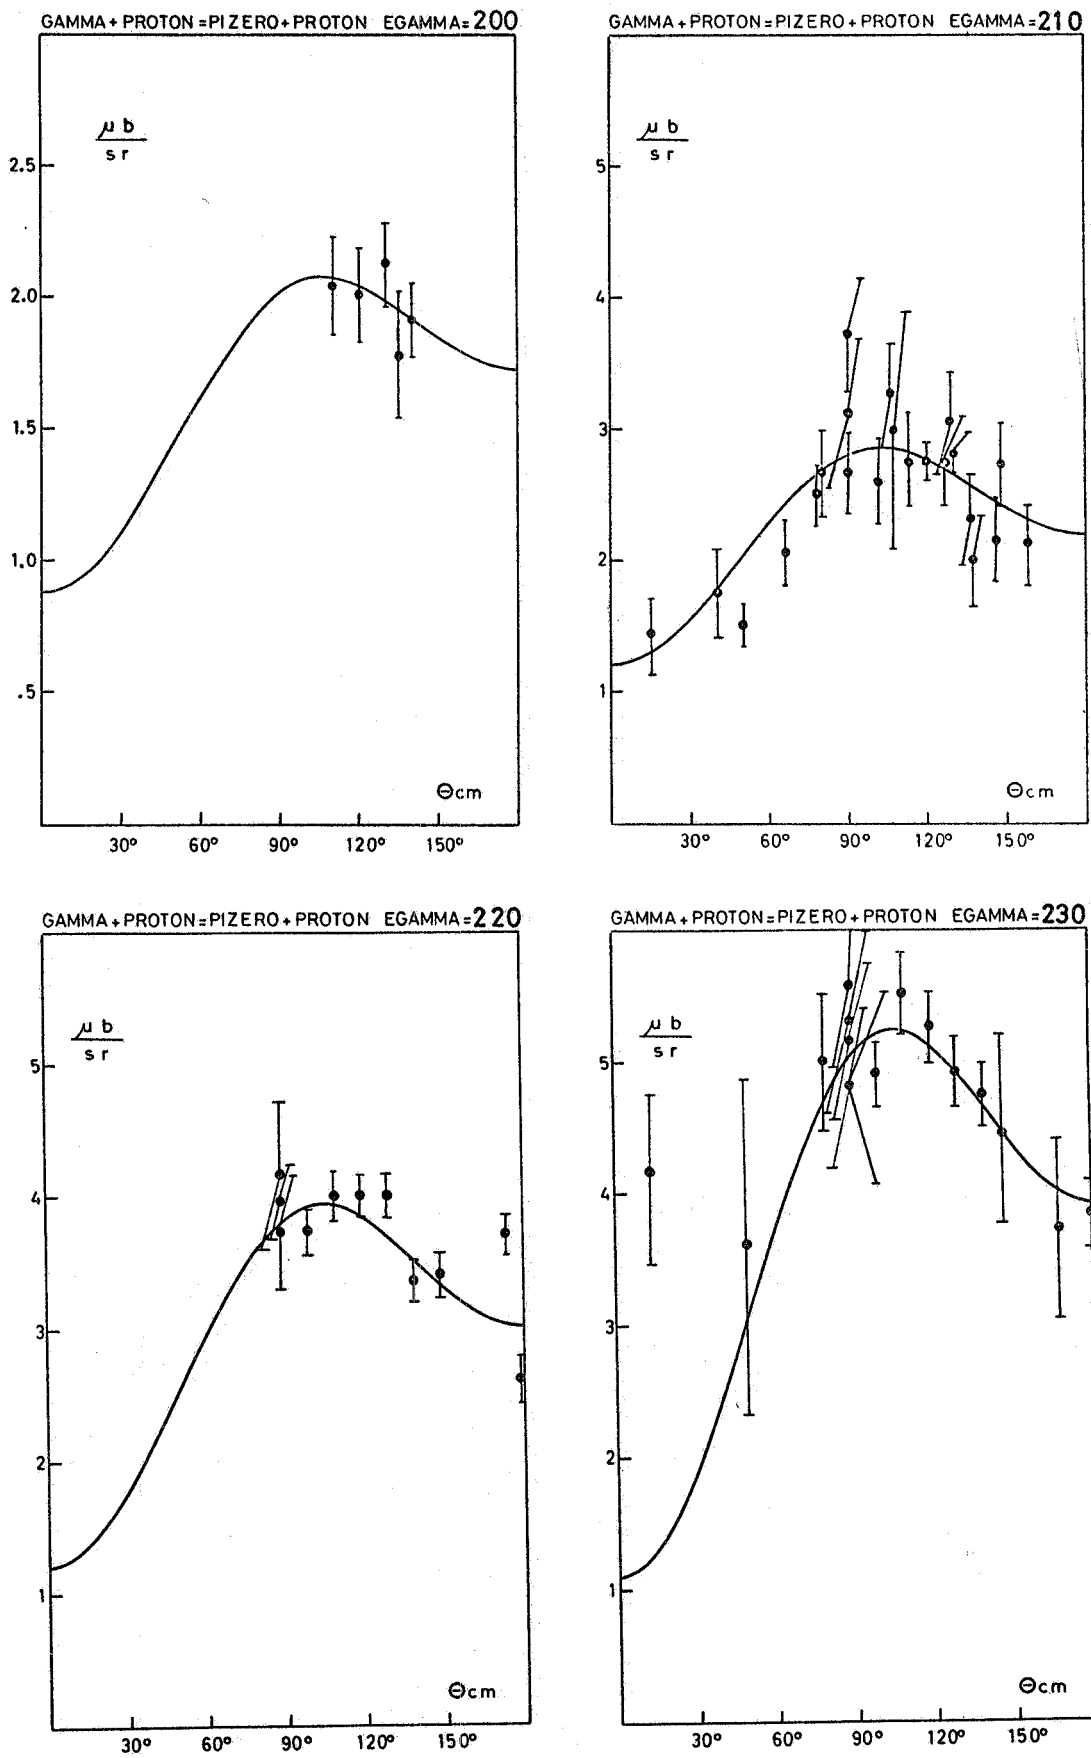 GAMMA+PROTON=PIZERO+PROTON EGAMMA=200
μb
sr
2.5
2.0
1.5
1.0
.5
Θcm
30° 60° 90° 120° 150°
GAMMA+PROTON=PIZERO+PROTON EGAMMA=210
μb
sr
5
4
3
2
1
Θcm
30° 60° 90° 120° 150°
GAMMA+PROTON=PIZERO+PROTON EGAMMA=220
μb
sr
5
4
3
2
1
Θcm
30° 60° 90° 120° 150°
GAMMA+PROTON=PIZERO+PROTON EGAMMA=230
μb
sr
5
4
3
2
1
Θcm
30° 60° 90° 120° 150°